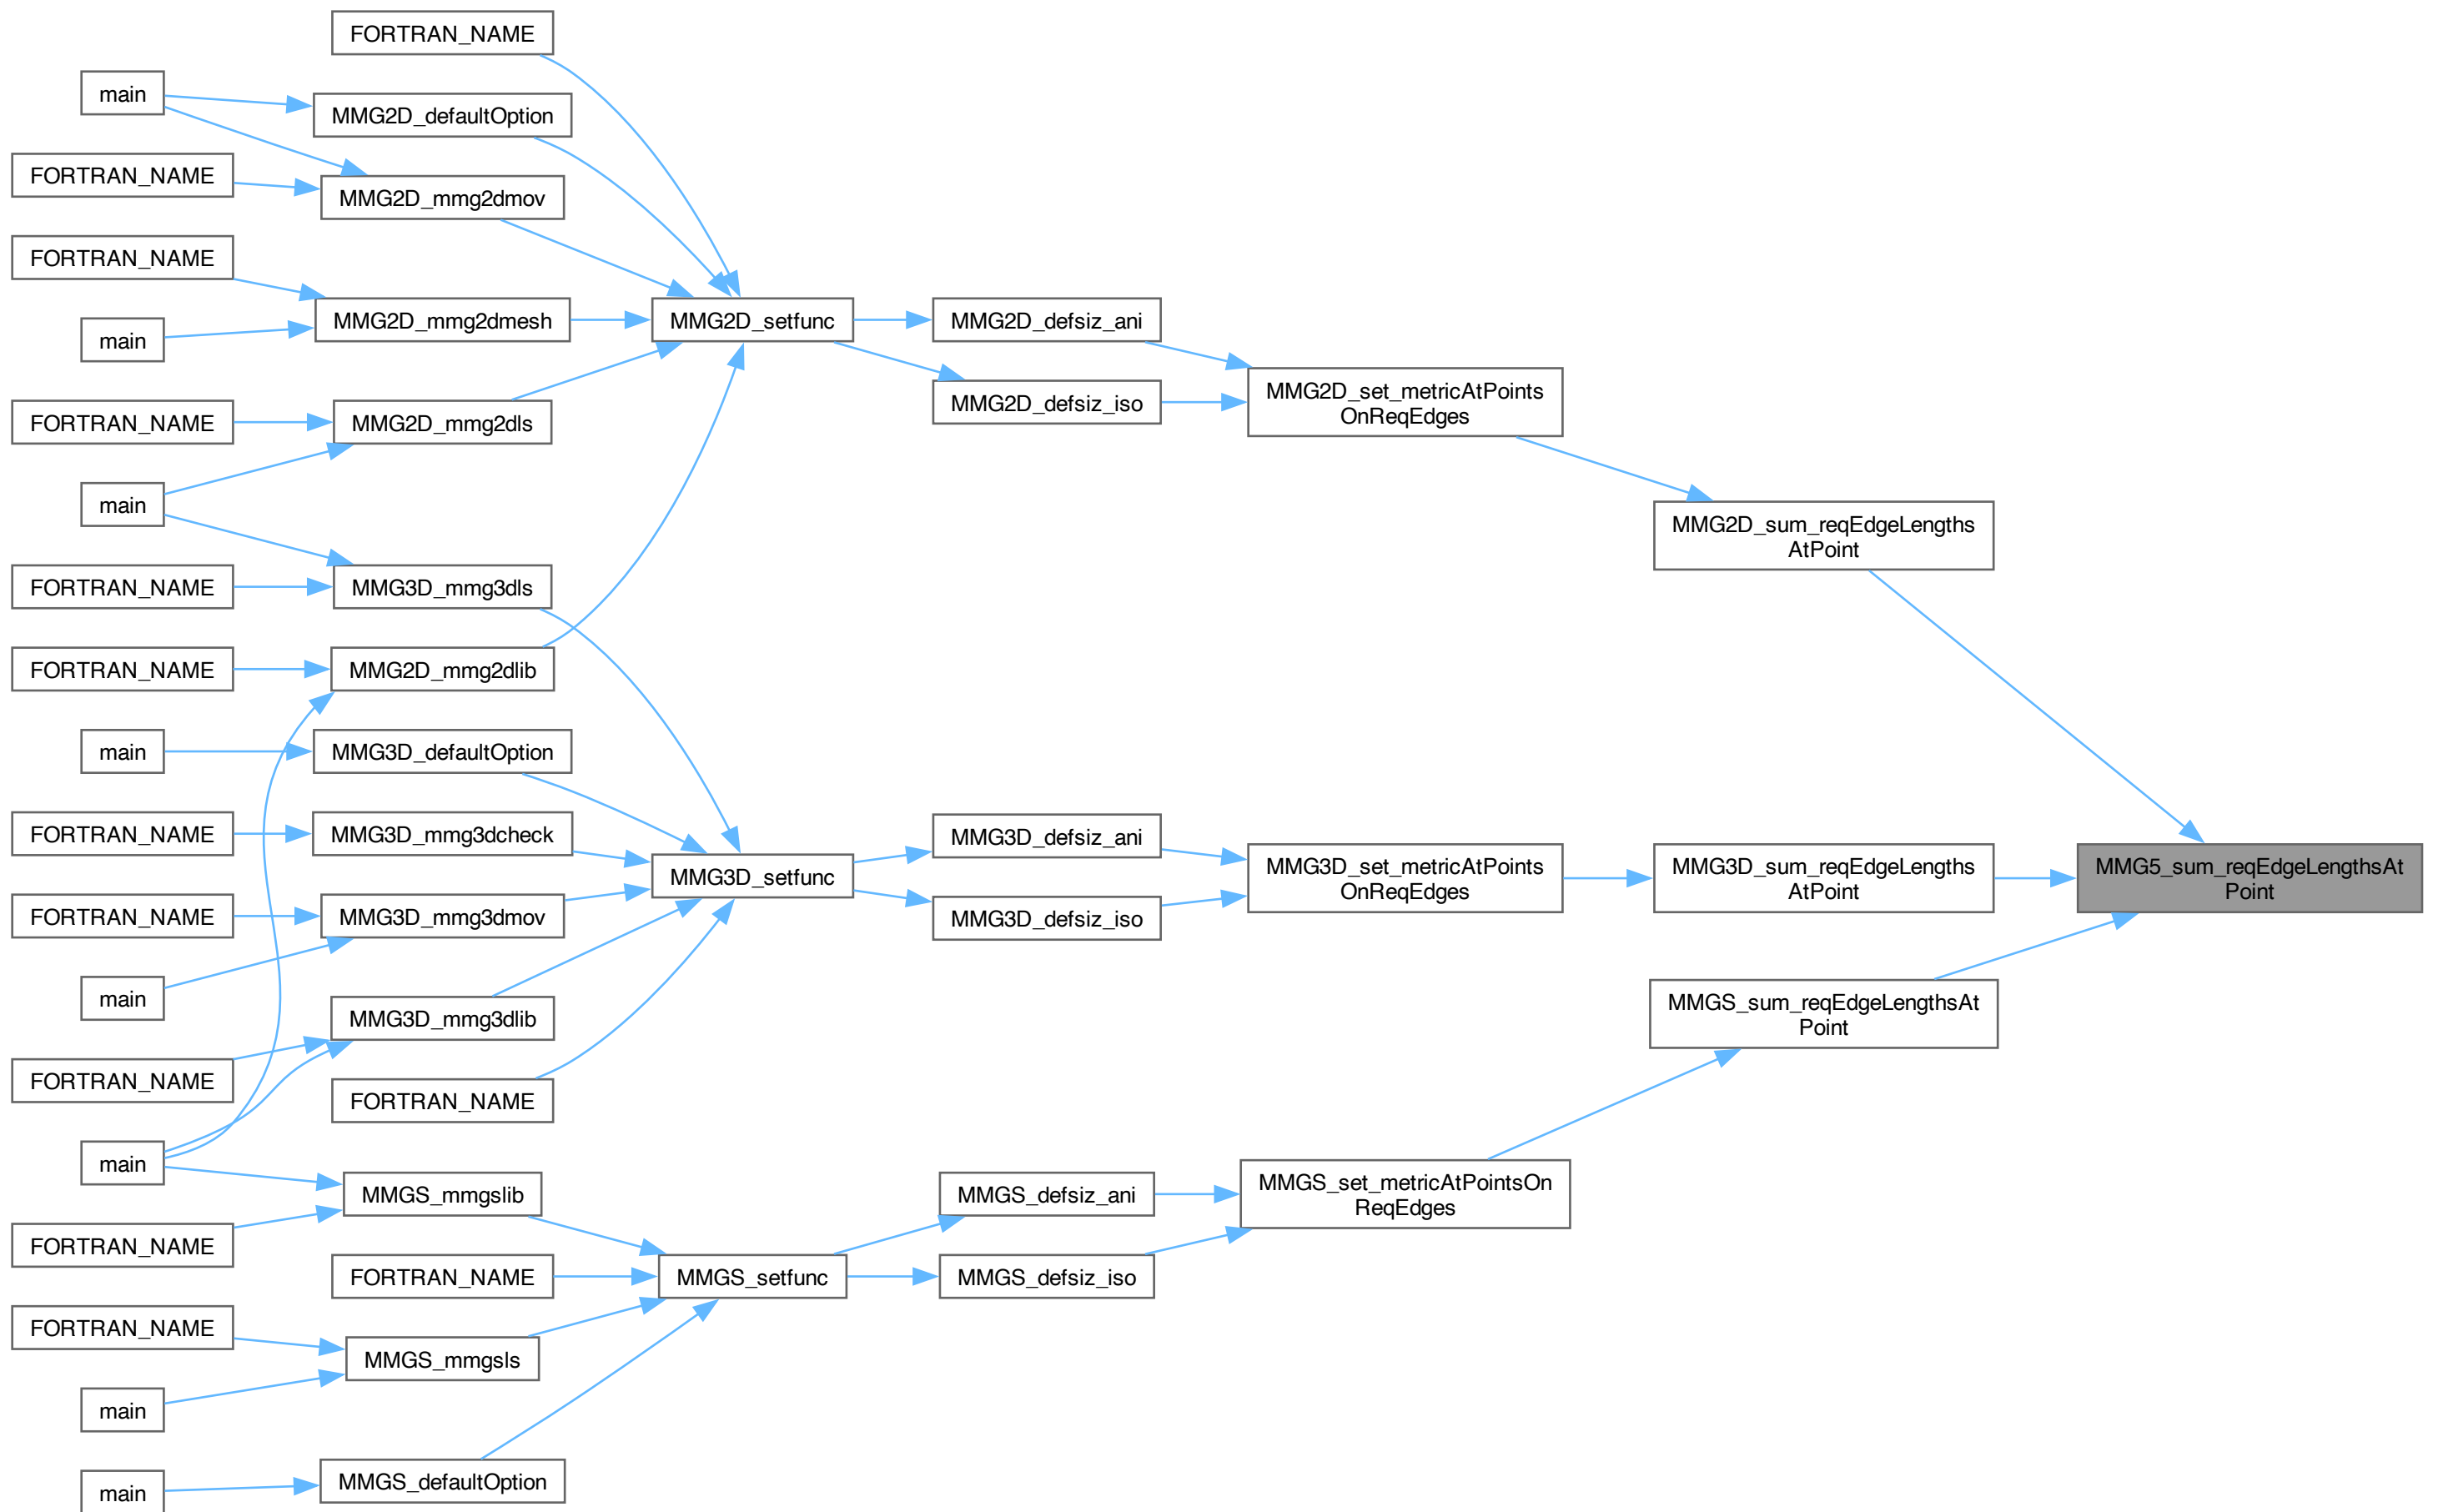 FORTRAN_NAME
main
MMG2D_defaultOption
FORTRAN_NAME
MMG2D_mmg2dmov
FORTRAN_NAME
main
MMG2D_mmg2dmesh
MMG2D_setfunc
MMG2D_defsiz_ani
MMG2D_defsiz_iso
MMG2D_set_metricAtPoints
OnReqEdges
FORTRAN_NAME
MMG2D_mmg2dls
main
MMG2D_sum_reqEdgeLengths
AtPoint
FORTRAN_NAME
MMG3D_mmg3dls
FORTRAN_NAME
MMG2D_mmg2dlib
main
MMG3D_defaultOption
FORTRAN_NAME
MMG3D_mmg3dcheck
MMG3D_setfunc
MMG3D_defsiz_ani
MMG3D_defsiz_iso
MMG3D_set_metricAtPoints
OnReqEdges
MMG3D_sum_reqEdgeLengths
AtPoint
MMG5_sum_reqEdgeLengthsAt
Point
FORTRAN_NAME
MMG3D_mmg3dmov
main
MMG3D_mmg3dlib
MMGS_sum_reqEdgeLengthsAt
Point
FORTRAN_NAME
FORTRAN_NAME
main
MMGS_mmgslib
MMGS_defsiz_ani
MMGS_set_metricAtPointsOn
ReqEdges
FORTRAN_NAME
FORTRAN_NAME
MMGS_setfunc
MMGS_defsiz_iso
FORTRAN_NAME
MMGS_mmgsls
main
MMGS_defaultOption
main